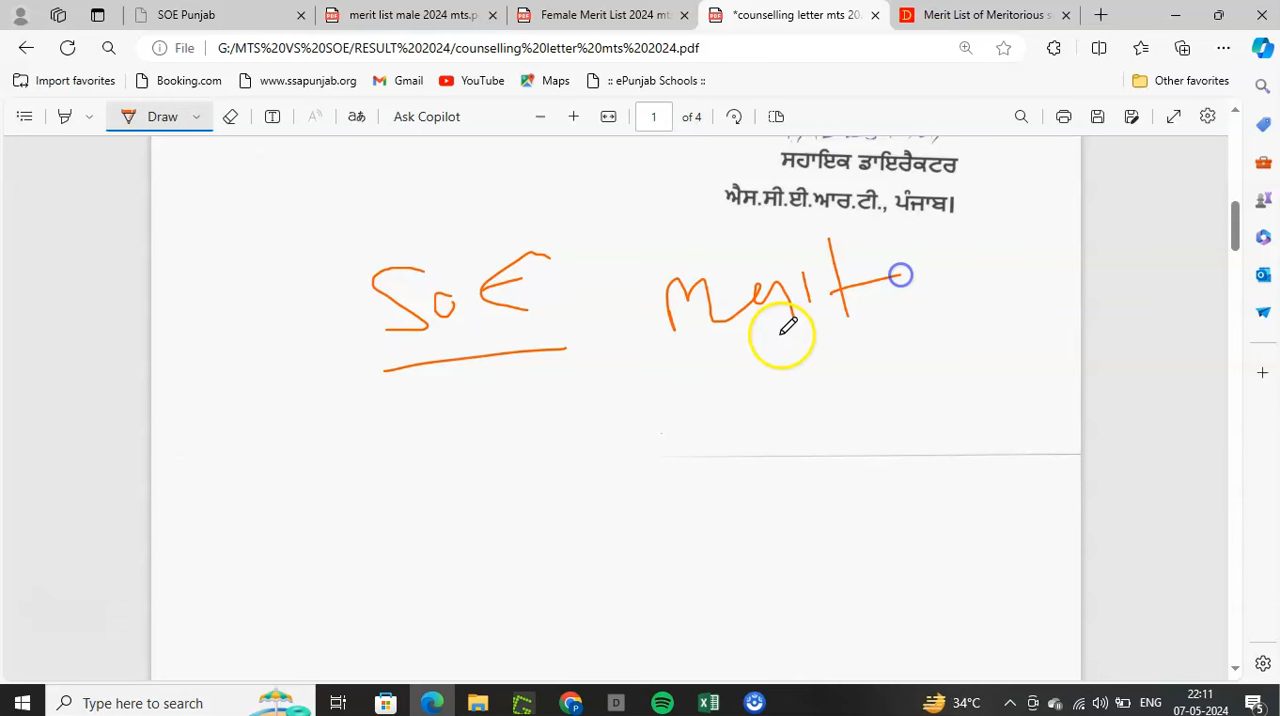 SOE Punjab
merit list male 2024 mts.p
Female Merit List 2024 mt
*counselling letter mts 20
Merit List of Meritorious s
File
G:/MTS%20VS%20SOE/RESULT%202024/counselling%20letter%20mts%202024.pdf
Import favorites
Booking.com
www.ssapunjab.org
Gmail
YouTube
Maps
:: ePunjab Schools ::
Other favorites
Draw
aあ
Ask Copilot
1 of 4
ਸਹਾਇਕ ਡਾਇਰੈਕਟਰ
ਐਸ.ਸੀ.ਈ.ਆਰ.ਟੀ., ਪੰਜਾਬ।
SoE Merit
Type here to search
34°C
ENG
22:11
07-05-2024
5